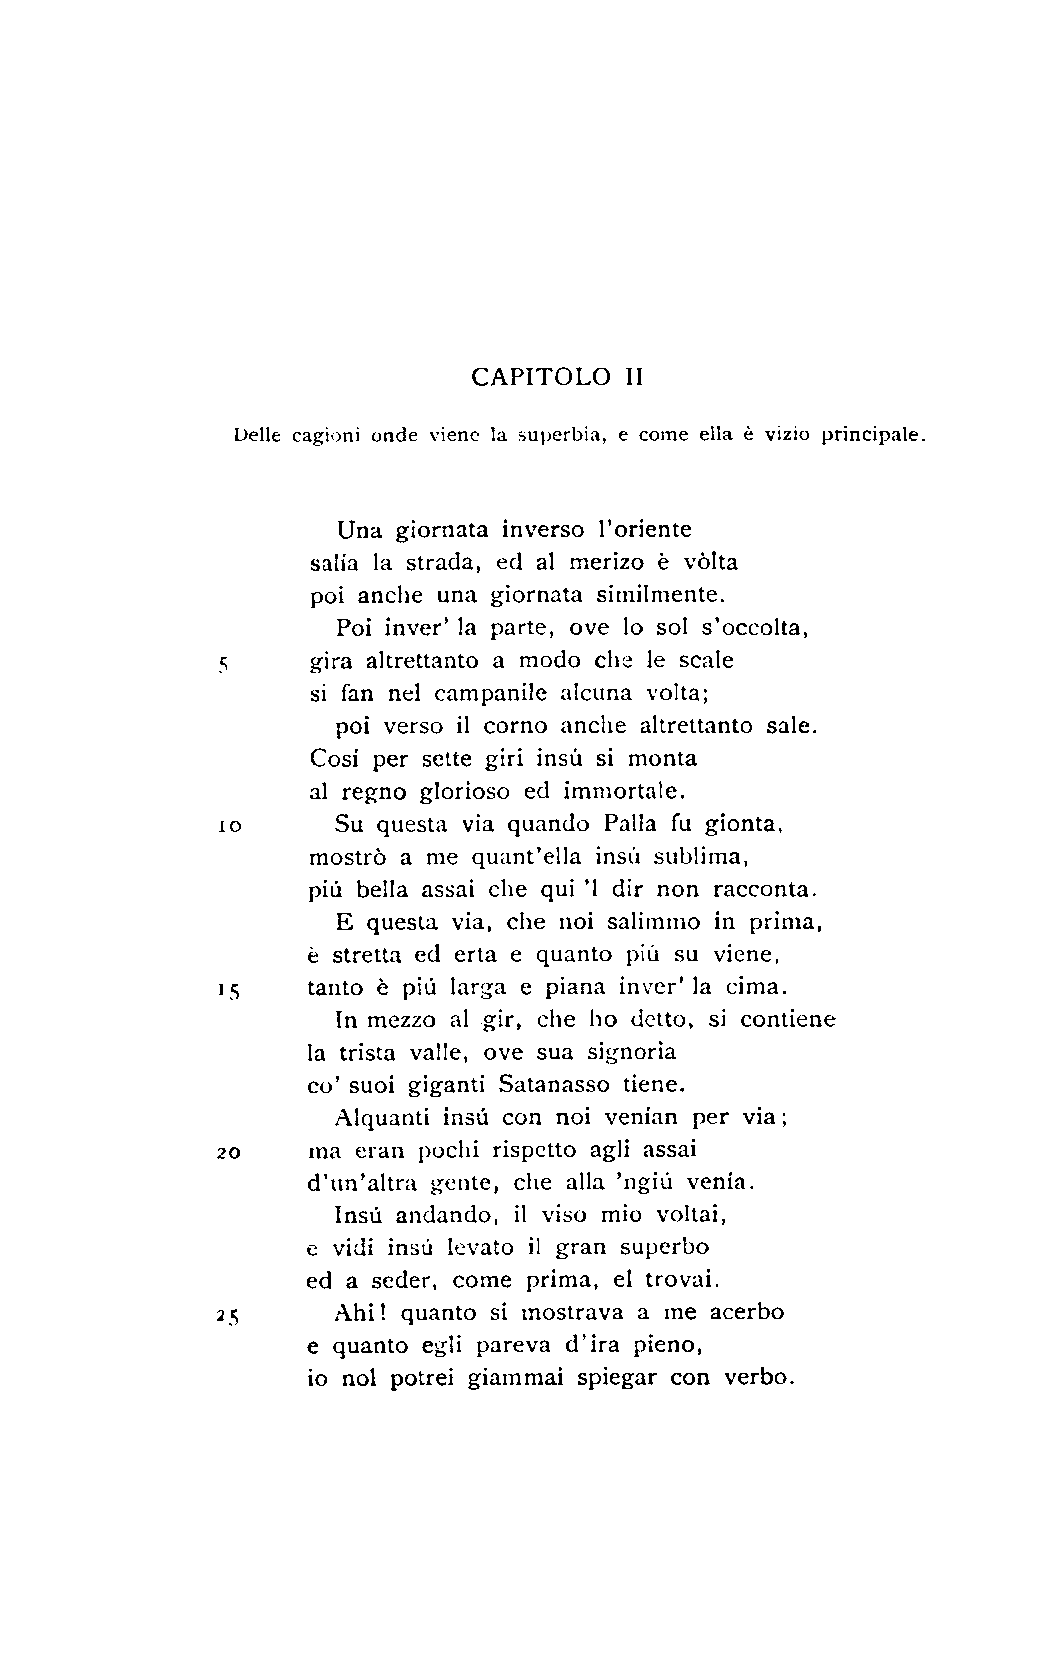 CAPITOLO II
Delle cagioni onde viene la superbia, e come ella è vizio principale.
Una giornata inverso l'oriente
salía la strada, ed al merizo è vòlta
poi anche una giornata similmente.
Poi inver' la parte, ove lo sol s'occolta,
5 gira altrettanto a modo che le scale
si fan nel campanile alcuna volta;
poi verso il corno anche altrettanto sale.
Cosí per sette giri insú si monta
al regno glorioso ed immortale.
10 Su questa via quando Palla fu gionta,
mostrò a me quant'ella insú sublima,
piú bella assai che qui 'l dir non racconta.
E questa via, che noi salimmo in prima,
è stretta ed erta e quanto piú su viene,
15 tanto è piú larga e piana inver' la cima.
In mezzo al gir, che ho detto, si contiene
la trista valle, ove sua signoria
co' suoi giganti Satanasso tiene.
Alquanti insú con noi venían per via;
20 ma eran pochi rispetto agli assai
d'un'altra gente, che alla 'ngiú venía.
Insú andando, il viso mio voltai,
e vidi insú levato il gran superbo
ed a seder, come prima, el trovai.
25 Ahi! quanto si mostrava a me acerbo
e quanto egli pareva d'ira pieno,
io nol potrei giammai spiegar con verbo.